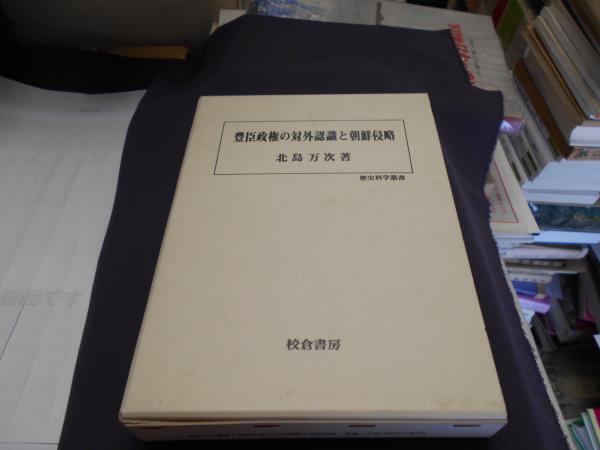 豊臣政権の対外認識と朝鮮侵略
北島万次著
歴史科学叢書
校倉書房